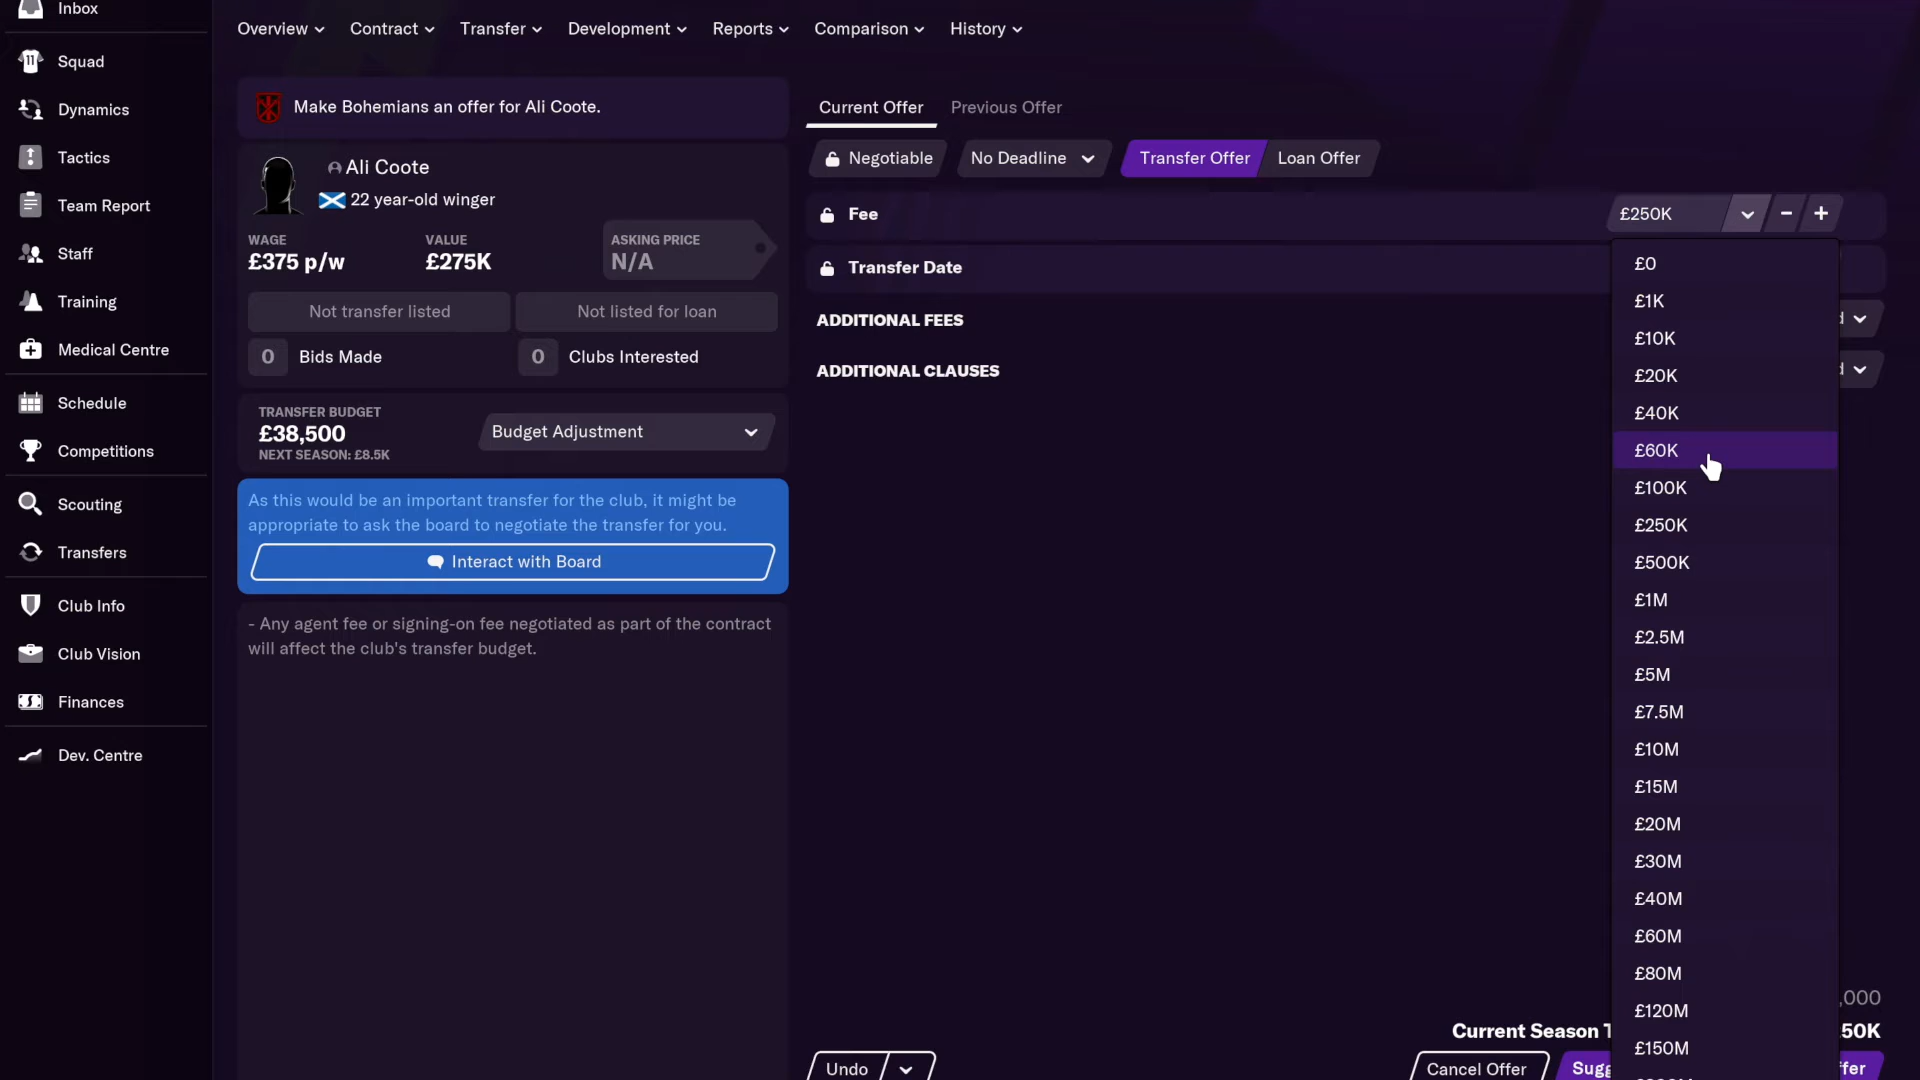 Inbox
Squad
Dynamics
Tactics
Team Report
Staff
Training
Medical Centre
Schedule
Competitions
Scouting
Transfers
Club Info
Club Vision
Finances
Dev. Centre
Overview Contract Transfer Development Reports Comparison History
Make Bohemians an offer for Ali Coote.
Ali Coote
22 year-old winger
WAGE
£375 p/w
VALUE
£275K
ASKING PRICE
N/A
Not transfer listed
Not listed for loan
0 Bids Made
0 Clubs Interested
TRANSFER BUDGET
£38,500
NEXT SEASON: £8.5K
Budget Adjustment
As this would be an important transfer for the club, it might be
appropriate to ask the board to negotiate the transfer for you.
Interact with Board
- Any agent fee or signing-on fee negotiated as part of the contract
will affect the club's transfer budget.
Current Offer Previous Offer
Negotiable No Deadline Transfer Offer Loan Offer
Fee £250K - +
Transfer Date
ADDITIONAL FEES
ADDITIONAL CLAUSES
£0
£1K
£10K
£20K
£40K
£60K
£100K
£250K
£500K
£1M
£2.5M
£5M
£7.5M
£10M
£15M
£20M
£30M
£40M
£60M
£80M
£120M
£150M
,000
Current Season
50K
Undo
Cancel Offer